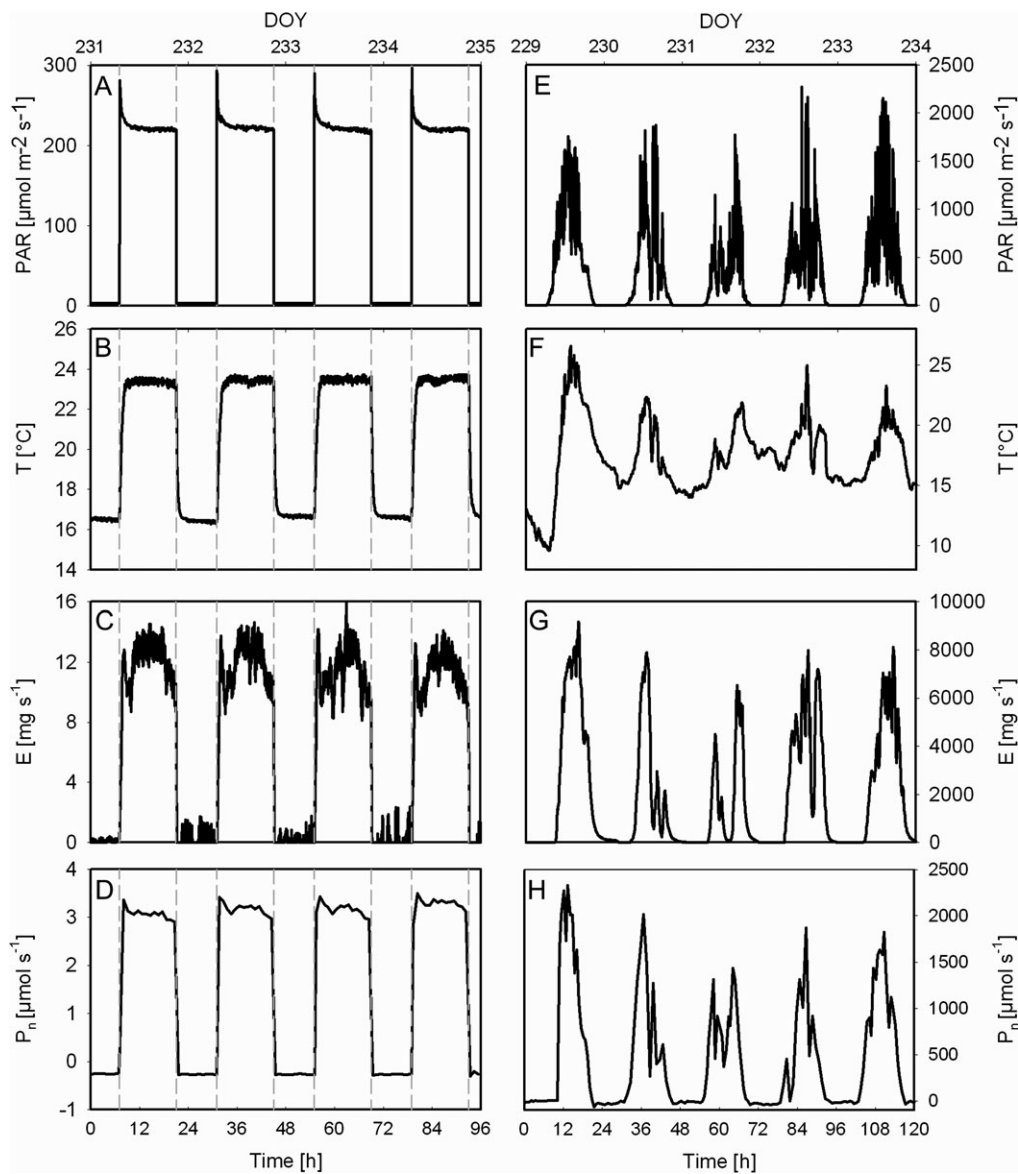 DOY
231 232 233 234 235
DOY
229 230 231 232 233 234
A
300
200
100
0
PAR [µmol m⁻² s⁻¹]
E
2500
2000
1500
1000
500
0
PAR [µmol m⁻² s⁻¹]
B
26
24
22
20
18
16
14
T [°C]
F
25
20
15
10
T [°C]
C
16
12
8
4
0
E [mg s⁻¹]
G
10000
8000
6000
4000
2000
0
E [mg s⁻¹]
D
4
3
2
1
0
-1
Pₙ [µmol s⁻¹]
H
2500
2000
1500
1000
500
0
Pₙ [µmol s⁻¹]
0 12 24 36 48 60 72 84 96
Time [h]
0 12 24 36 48 60 72 84 96 108 120
Time [h]